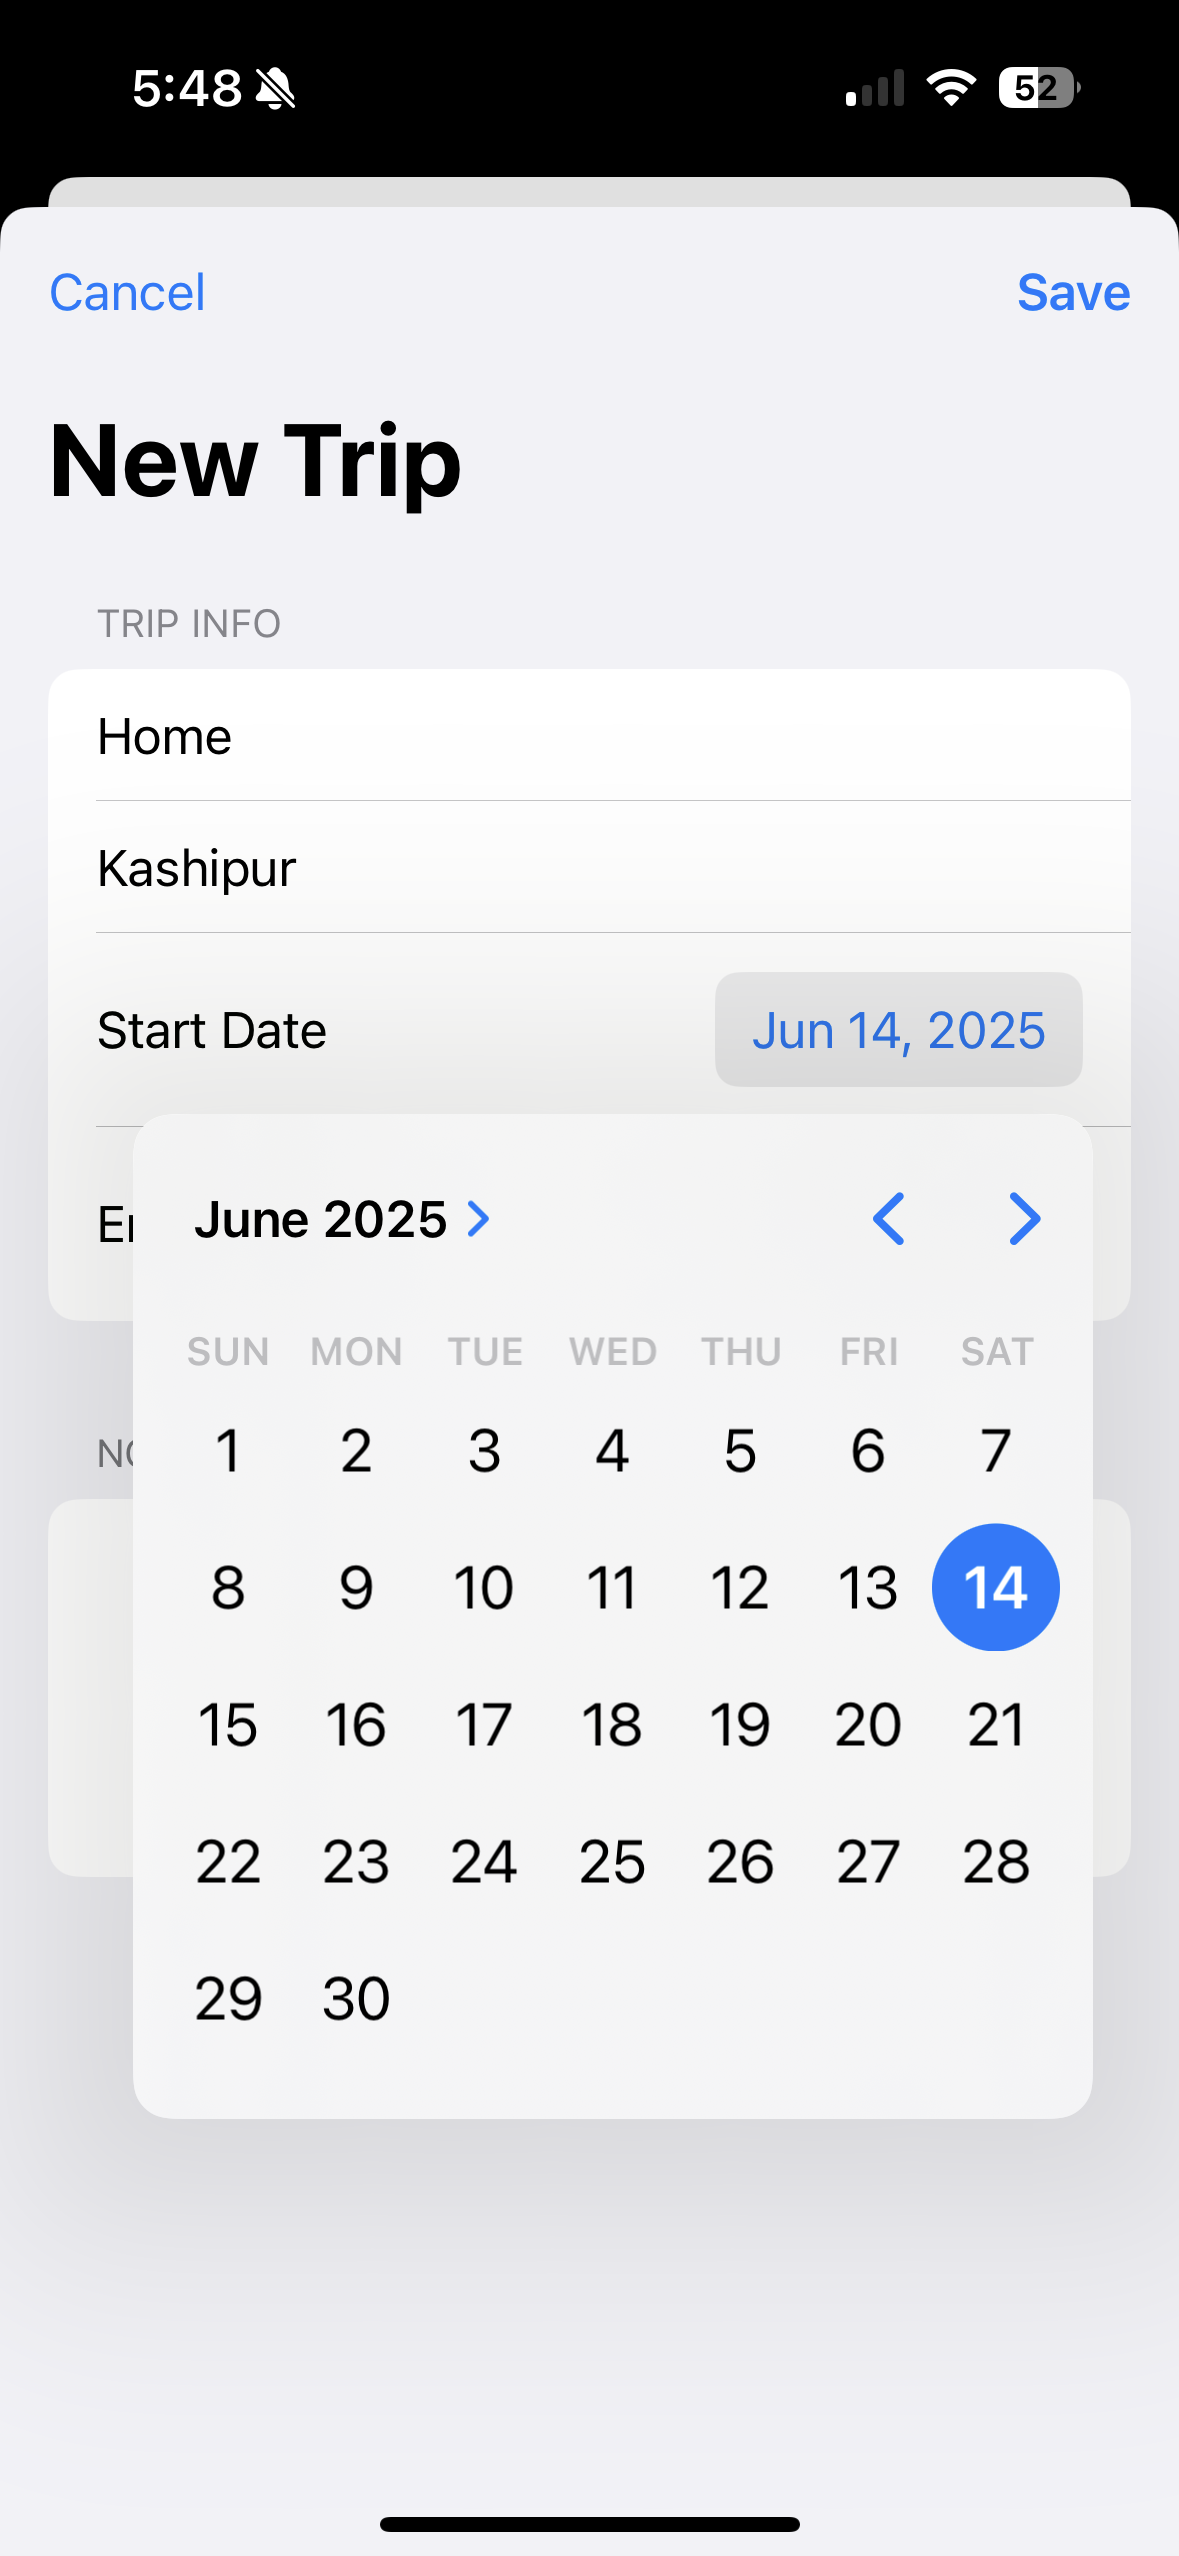 5:48 52
Cancel Save
New Trip
TRIP INFO
Home
Kashipur
Start Date Jun 14, 2025
June 2025
SUN MON TUE WED THU FRI SAT
1 2 3 4 5 6 7
8 9 10 11 12 13 14
15 16 17 18 19 20 21
22 23 24 25 26 27 28
29 30